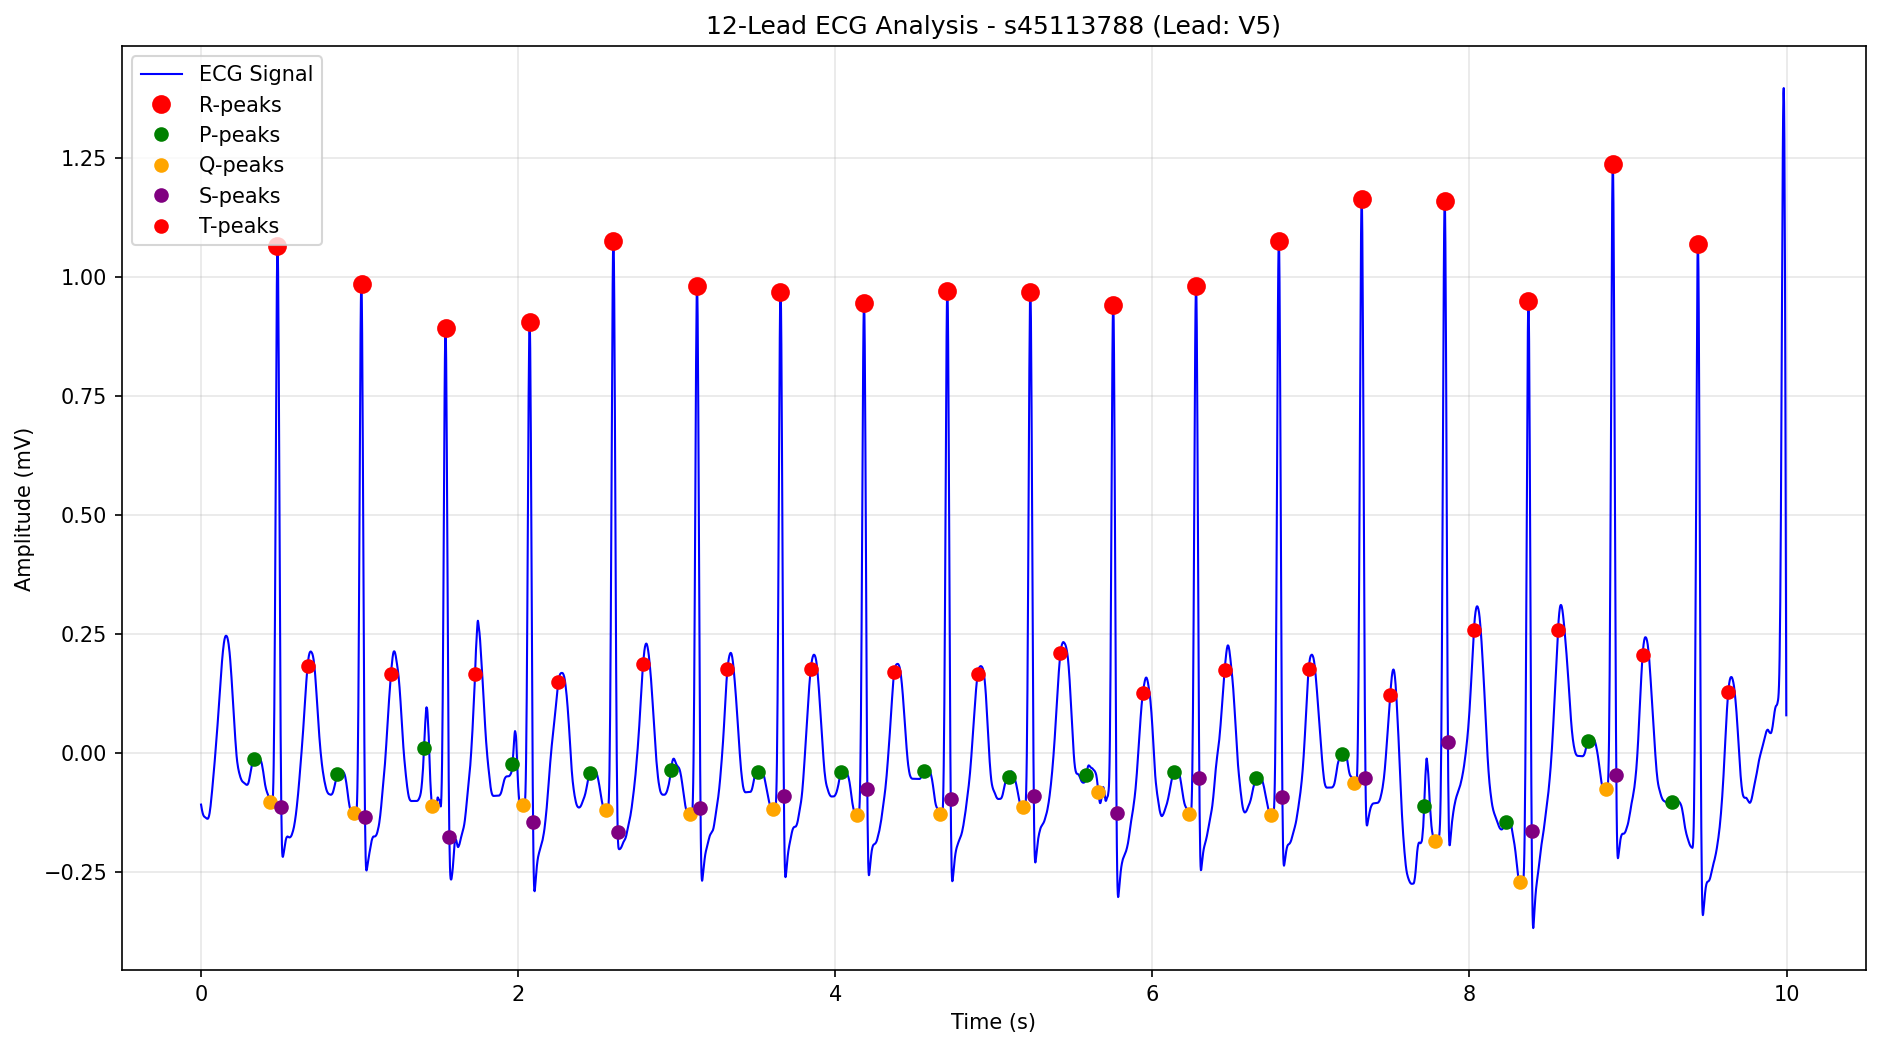 12-Lead ECG Analysis - s45113788 (Lead: V5)
ECG Signal
R-peaks
P-peaks
Q-peaks
S-peaks
T-peaks
1.25
1.00
0.75
0.50
0.25
0.00
−0.25
Amplitude (mV)
0 2 4 6 8 10
Time (s)